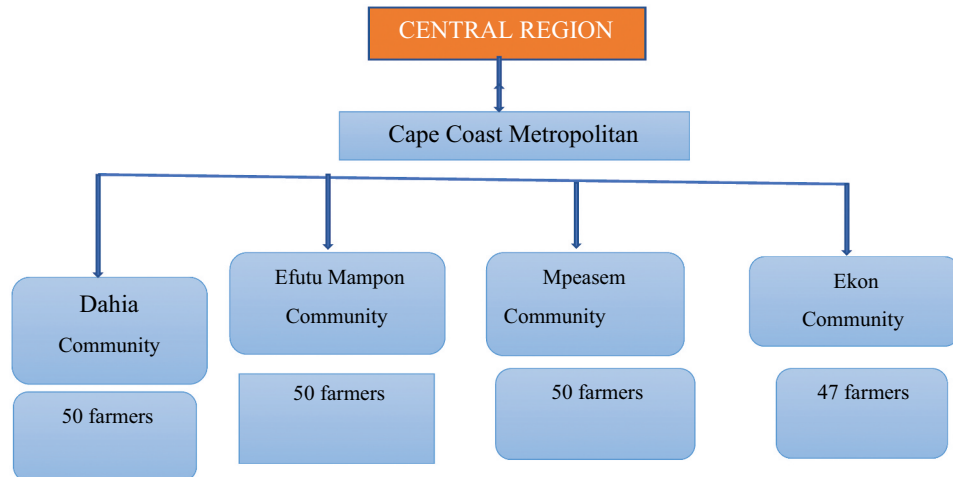 CENTRAL REGION
Cape Coast Metropolitan
Dahia
Community
Efutu Mampon
Community
Mpeasem
Community
Ekon
Community
50 farmers
50 farmers
50 farmers
47 farmers